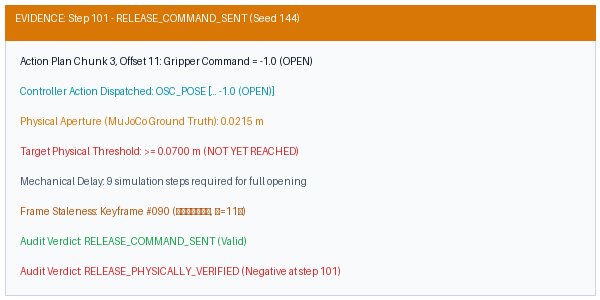 EVIDENCE: Step 101 - RELEASE_COMMAND_SENT (Seed 144)
Action Plan Chunk 3, Offset 11: Gripper Command = -1.0 (OPEN)
Controller Action Dispatched: OSC_POSE [... -1.0 (OPEN)]
Physical Aperture (MuJoCo Ground Truth): 0.0215 m
Target Physical Threshold: >= 0.0700 m (NOT YET REACHED)
Mechanical Delay: 9 simulation steps required for full opening
Frame Staleness: Keyframe #090 ( =11 )
Audit Verdict: RELEASE_COMMAND_SENT (Valid)
Audit Verdict: RELEASE_PHYSICALLY_VERIFIED (Negative at step 101)